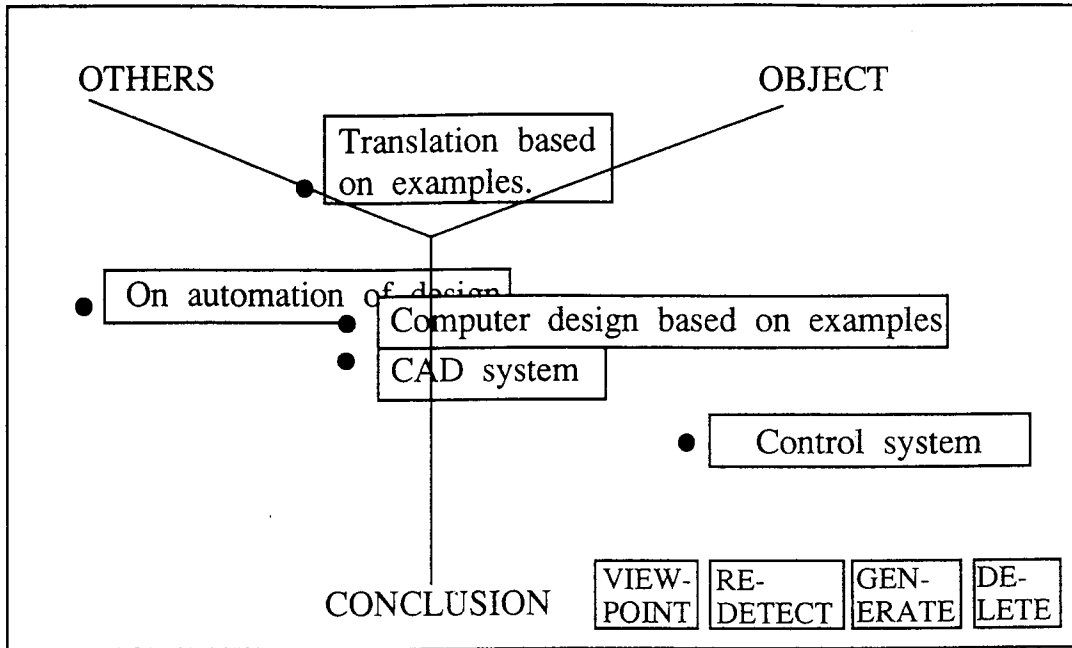 OTHERS
OBJECT
Translation based
on examples.
On automation of design
Computer design based on examples
CAD system
Control system
CONCLUSION
VIEW-
POINT
RE-
DETECT
GEN-
ERATE
DE-
LETE